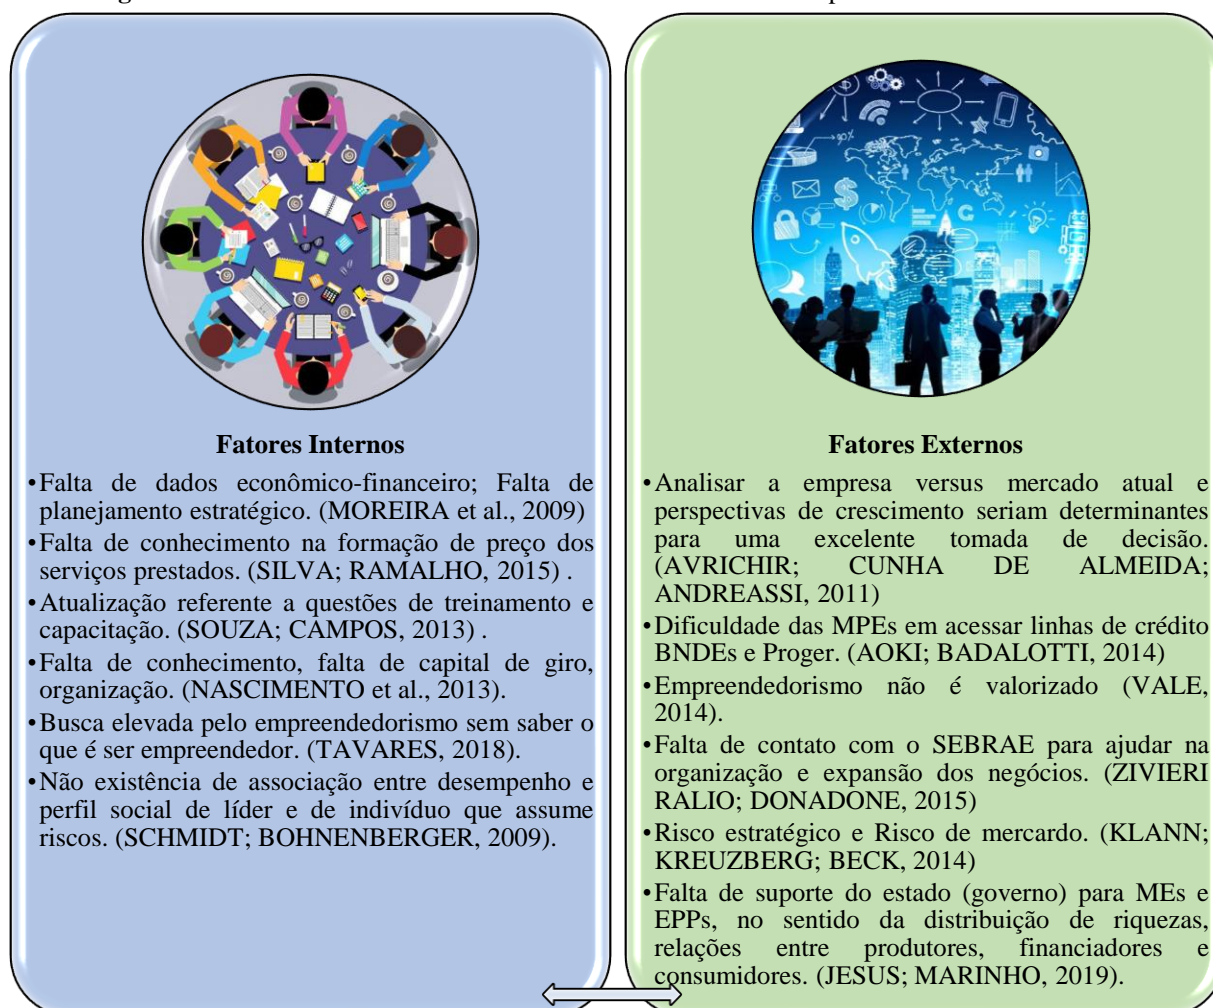 Fatores Internos
•Falta de dados econômico-financeiro; Falta de
planejamento estratégico. (MOREIRA et al., 2009)
•Falta de conhecimento na formação de preço dos
serviços prestados. (SILVA; RAMALHO, 2015) .
•Atualização referente a questões de treinamento e
capacitação. (SOUZA; CAMPOS, 2013) .
•Falta de conhecimento, falta de capital de giro,
organização. (NASCIMENTO et al., 2013).
•Busca elevada pelo empreendedorismo sem saber o
que é ser empreendedor. (TAVARES, 2018).
•Não existência de associação entre desempenho e
perfil social de líder e de indivíduo que assume
riscos. (SCHMIDT; BOHNENBERGER, 2009).
Fatores Externos
•Analisar a empresa versus mercado atual e
perspectivas de crescimento seriam determinantes
para uma excelente tomada de decisão.
(AVRICHIR; CUNHA DE ALMEIDA;
ANDREASSI, 2011)
•Dificuldade das MPEs em acessar linhas de crédito
BNDEs e Proger. (AOKI; BADALOTTI, 2014)
•Empreendedorismo não é valorizado (VALE,
2014).
•Falta de contato com o SEBRAE para ajudar na
organização e expansão dos negócios. (ZIVIERI
RALIO; DONADONE, 2015)
•Risco estratégico e Risco de mercardo. (KLANN;
KREUZBERG; BECK, 2014)
•Falta de suporte do estado (governo) para MEs e
EPPs, no sentido da distribuição de riquezas,
relações entre produtores, financiadores e
consumidores. (JESUS; MARINHO, 2019).